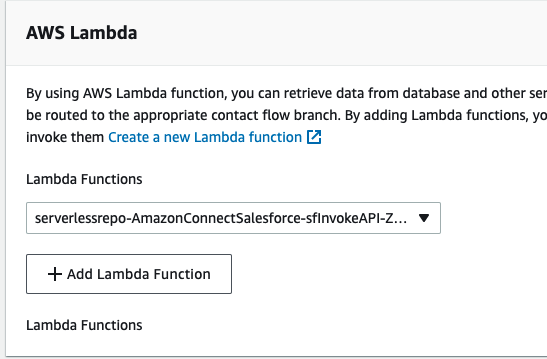 AWS Lambda
By using AWS Lambda function, you can retrieve data from database and other ser
be routed to the appropriate contact flow branch. By adding Lambda functions, yo
invoke them Create a new Lambda function
Lambda Functions
serverlessrepo-AmazonConnectSalesforce-sfInvokeAPI-Z...
+ Add Lambda Function
Lambda Functions